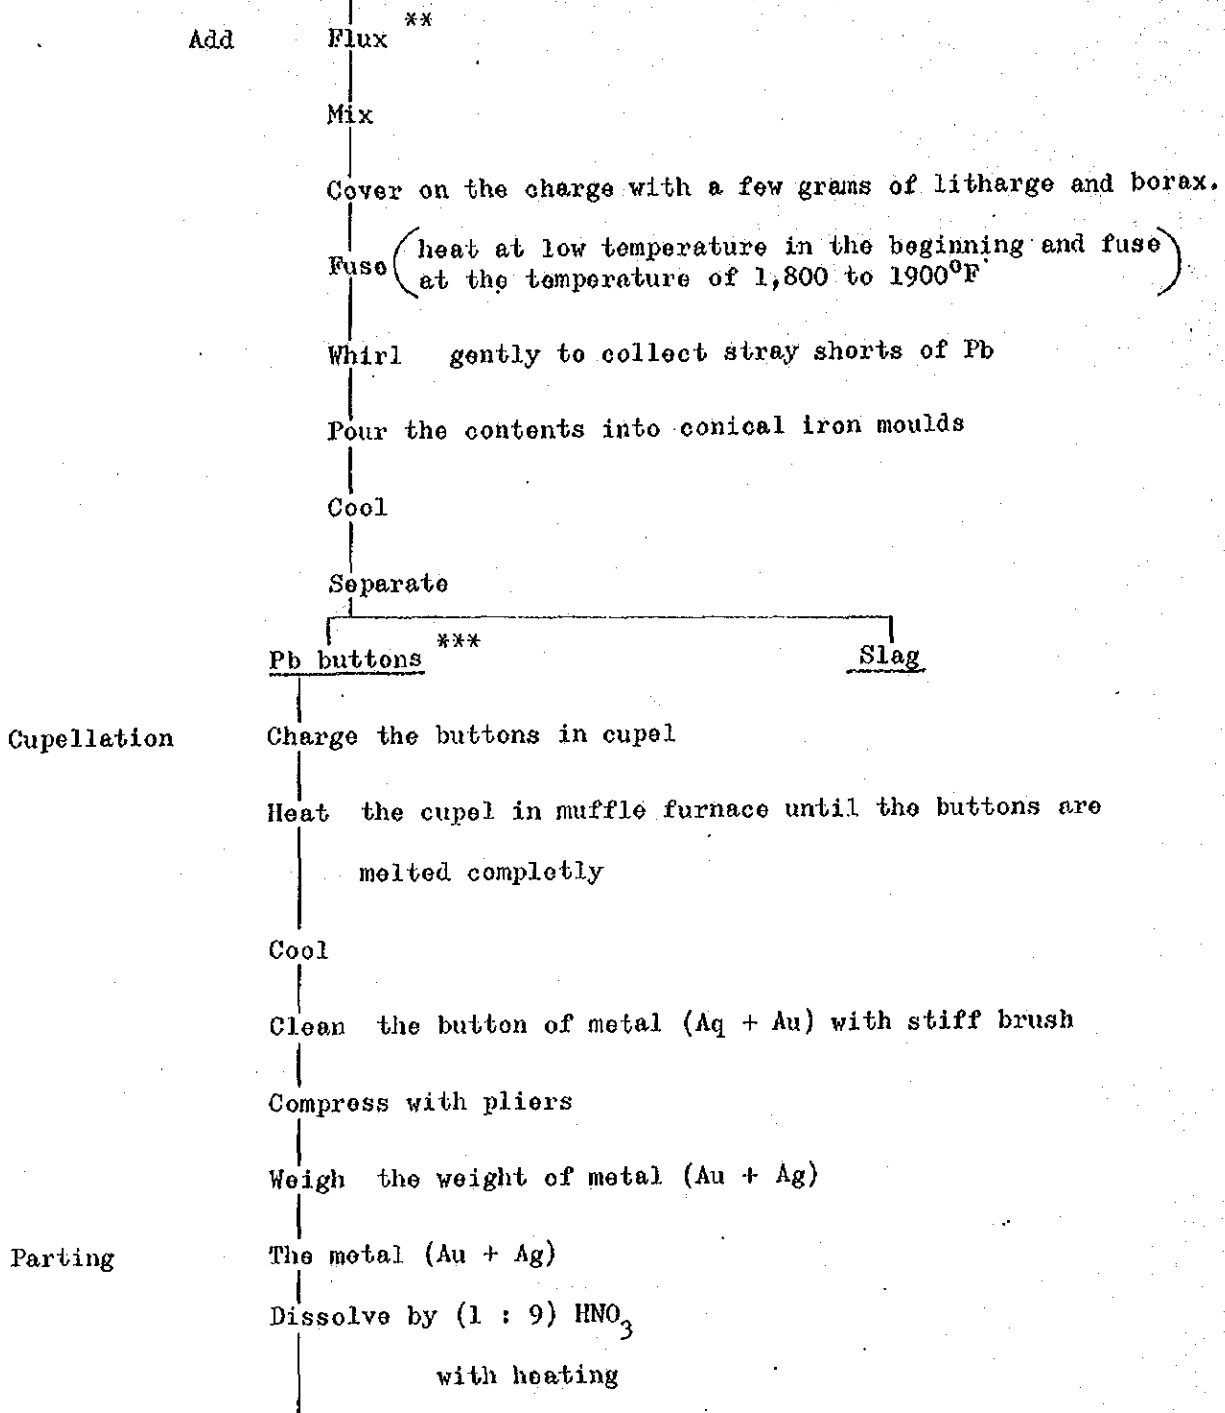 Add Flux **
Mix
Cover on the charge with a few grams of litharge and borax.
Fuse (heat at low temperature in the beginning and fuse
at the temperature of 1,800 to 1900°F)
Whirl gently to collect stray shorts of Pb
Pour the contents into conical iron moulds
Cool
Separate
Pb buttons *** Slag
Cupellation Charge the buttons in cupel
Heat the cupel in muffle furnace until the buttons are
melted completly
Cool
Clean the button of metal (Aq + Au) with stiff brush
Compress with pliers
Weigh the weight of metal (Au + Ag)
Parting The metal (Au + Ag)
Dissolve by (1 : 9) HNO₃
with heating